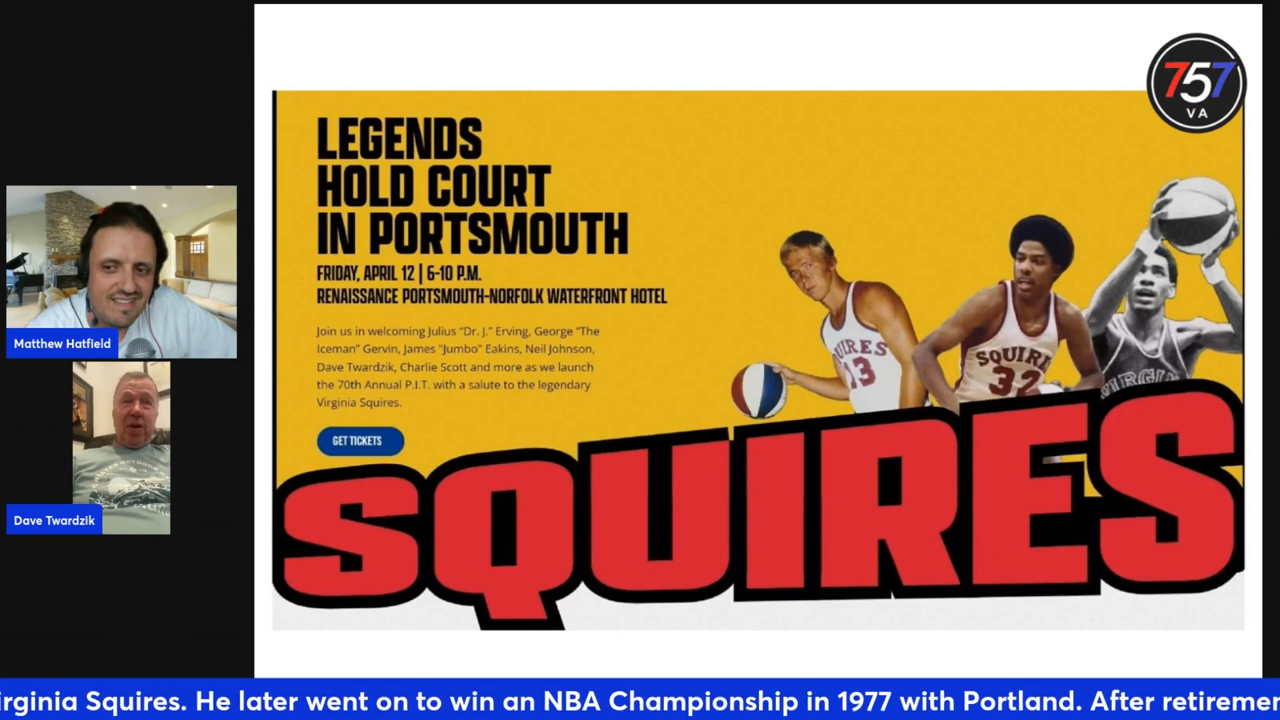 757
VA
LEGENDS
HOLD COURT
IN PORTSMOUTH
FRIDAY, APRIL 12 | 6-10 P.M.
RENAISSANCE PORTSMOUTH-NORFOLK WATERFRONT HOTEL
Join us in welcoming Julius "Dr. J." Erving, George "The
Iceman" Gervin, James "Jumbo" Eakins, Neil Johnson,
Dave Twardzik, Charlie Scott and more as we launch
the 70th Annual P.I.T. with a salute to the legendary
Virginia Squires.
GET TICKETS
UIRES
13
SQUIRE
32
VIRGIN
SQUIRES
Matthew Hatfield
Dave Twardzik
irginia Squires. He later went on to win an NBA Championship in 1977 with Portland. After retiremen